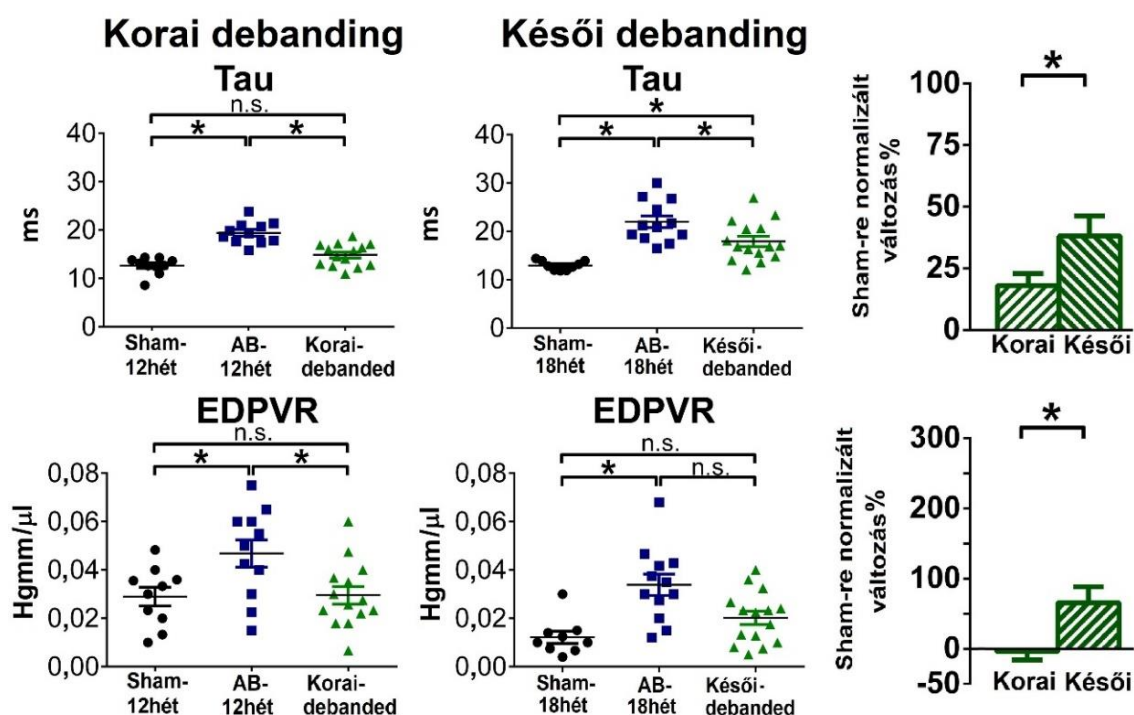 Korai debanding
Tau
n.s.
*
*
40
30
20
10
0
ms
Sham-
12hét
AB-
12hét
Korai-
debanded
Késői debanding
Tau
*
*
*
40
30
20
10
0
ms
Sham-
18hét
AB-
18hét
Késői-
debanded
*
100
75
50
25
0
Sham-re normalizált
változás%
Korai Késői
EDPVR
n.s.
*
*
0,08
0,06
0,04
0,02
0,00
Hgmm/µl
Sham-
12hét
AB-
12hét
Korai-
debanded
EDPVR
n.s.
*
n.s.
0,08
0,06
0,04
0,02
0,00
Hgmm/µl
Sham-
18hét
AB-
18hét
Késői-
debanded
*
300
200
100
0
-50
Sham-re normalizált
változás%
Korai Késői